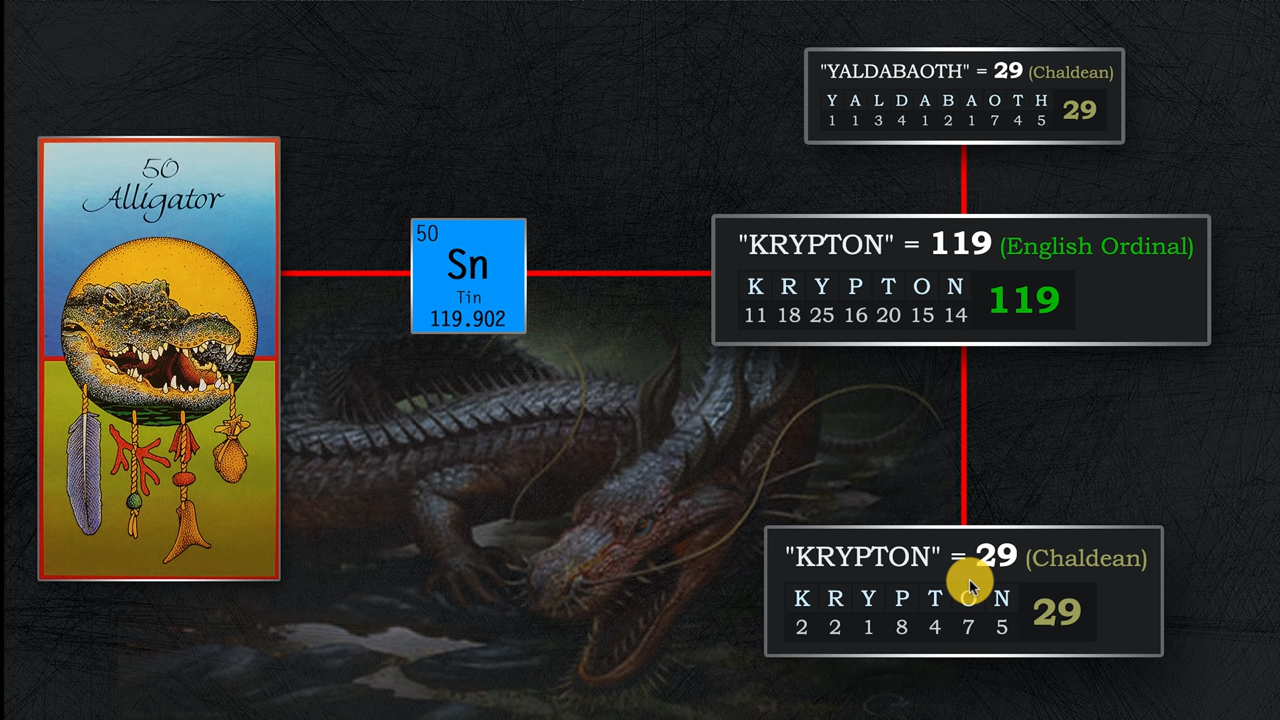 50
Alligator
50
Sn
Tin
119.902
"YALDABAOTH" = 29 (Chaldean)
Y A L D A B A O T H
1 1 3 4 1 2 1 7 4 5
29
"KRYPTON" = 119 (English Ordinal)
K R Y P T O N
11 18 25 16 20 15 14
119
"KRYPTON" = 29 (Chaldean)
K R Y P T O N
2 2 1 8 4 7 5
29